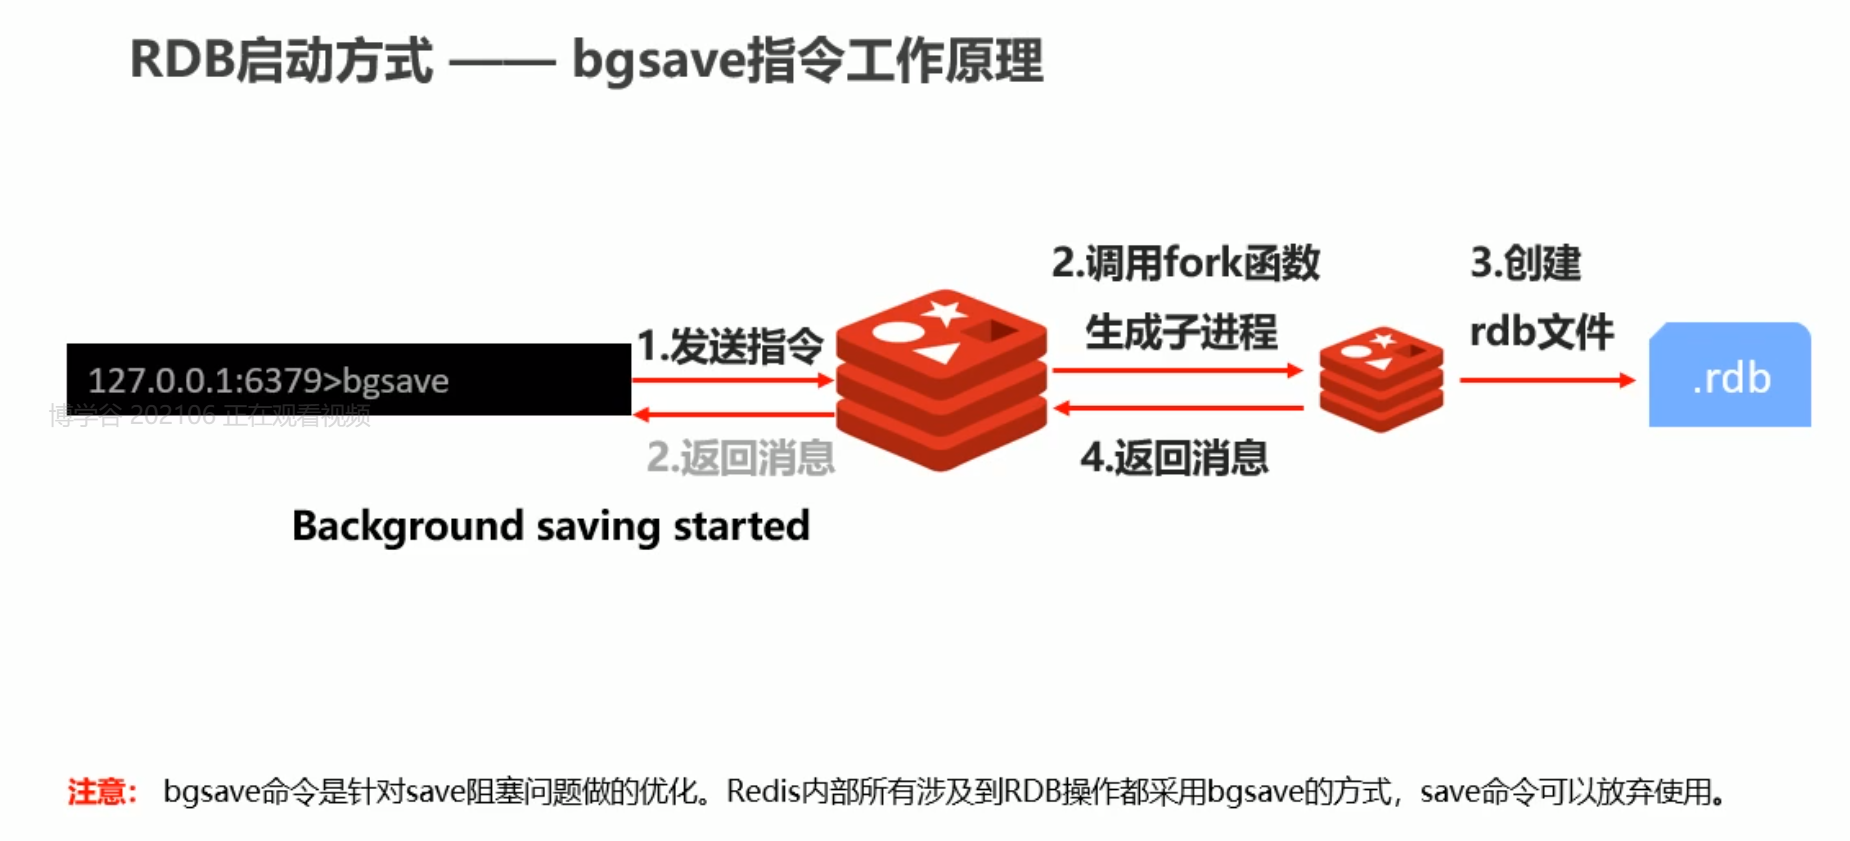 RDB启动方式 —— bgsave指令工作原理
2.调用fork函数
生成子进程
3.创建
rdb文件
1.发送指令
127.0.0.1:6379>bgsave
.rdb
博学谷 202106 正在观看视频
2.返回消息
4.返回消息
Background saving started
注意： bgsave命令是针对save阻塞问题做的优化。Redis内部所有涉及到RDB操作都采用bgsave的方式，save命令可以放弃使用。